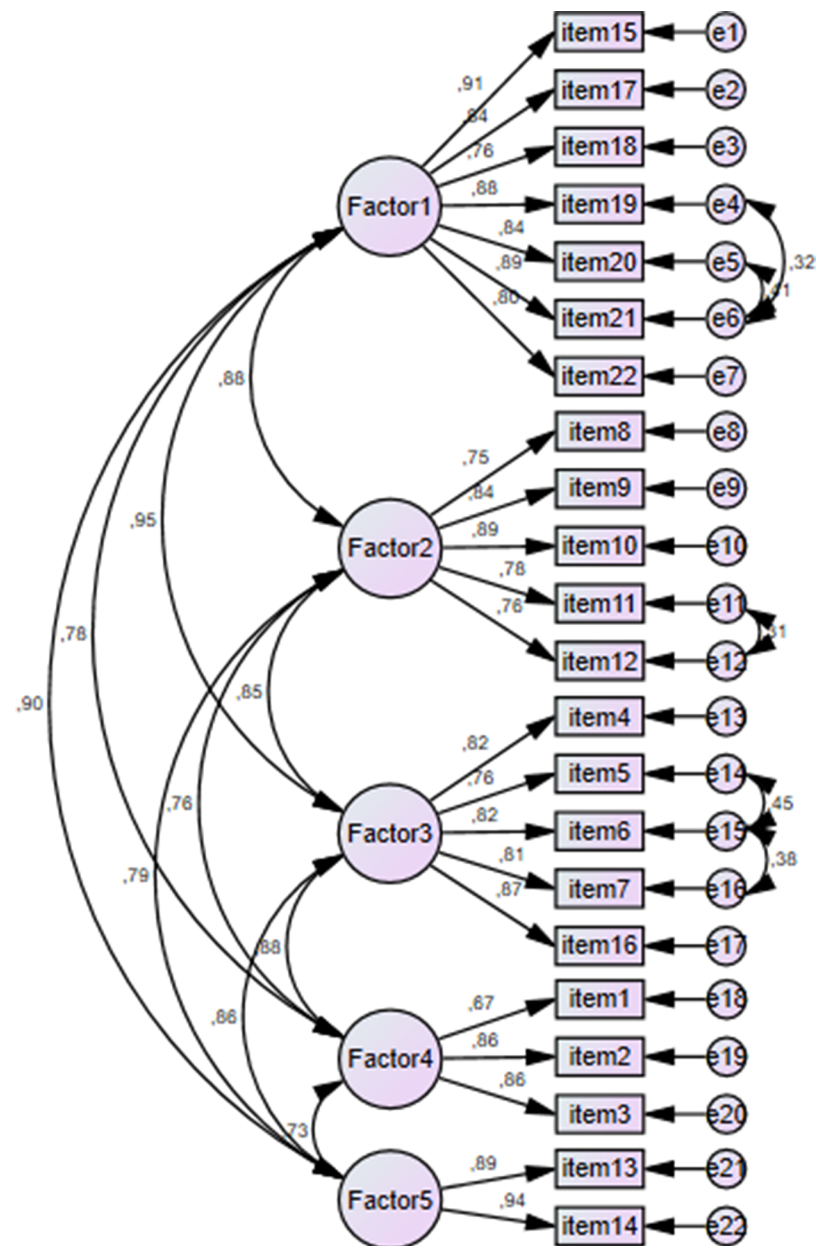 item15 e1
,91
item17 e2
,84
item18 e3
,76
Factor1
,88
item19 e4
,84
item20 e5
,32
,89
,41
,80
item21 e6
item22 e7
,88
item8 e8
,75
item9 e9
,84
,95
,89
Factor2
item10 e10
,78
item11 e11
,76
,31
item12 e12
,78
,85
,90
item4 e13
,82
item5 e14
,76
,76
,45
,82
Factor3
item6 e15
,81
,38
,79
item7 e16
,87
,88
item16 e17
,67
item1 e18
,86
,86
Factor4
item2 e19
,86
item3 e20
,73
,89
item13 e21
Factor5
,94
item14 e22